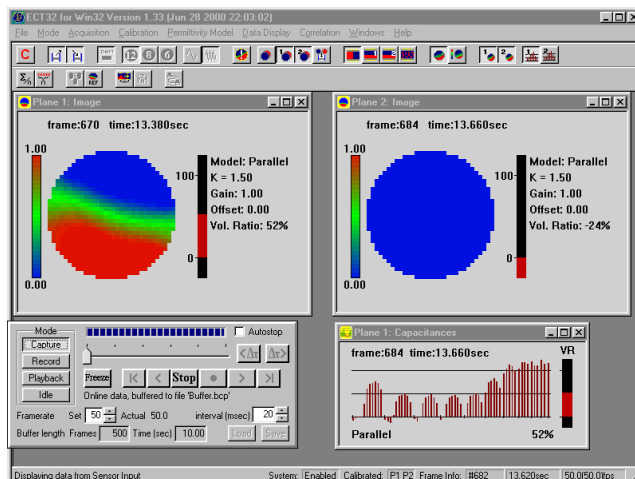 ECT32 for Win32 Version 1.33 (Jun 28 2000 22:03:02)
File Mode Acquisition Calibration Permittivity Model Data Display Correlation Windows Help
C
Plane 1: Image
frame:670 time:13.380sec
1.00
0.00
100
0
Model: Parallel
K = 1.50
Gain: 1.00
Offset: 0.00
Vol. Ratio: 52%
Plane 2: Image
frame:684 time:13.660sec
1.00
0.00
100
0
Model: Parallel
K = 1.50
Gain: 1.00
Offset: 0.00
Vol. Ratio: -24%
Mode
Capture
Record
Playback
Idle
Autostop
<Δτ Δτ>
Freeze
Stop
Online data, buffered to file 'Buffer.bcp'
Framerate Set 50 Actual 50.0 interval (msec) 20
Buffer length Frames 500 Time (sec) 10.00 Load Save
Plane 1: Capacitances
frame:684 time:13.660sec
VR
Parallel
52%
Displaying data from Sensor Input
System: Enabled Calibrated: P1 P2 Frame Info: #682 13.620sec 50.0(50.0)fps